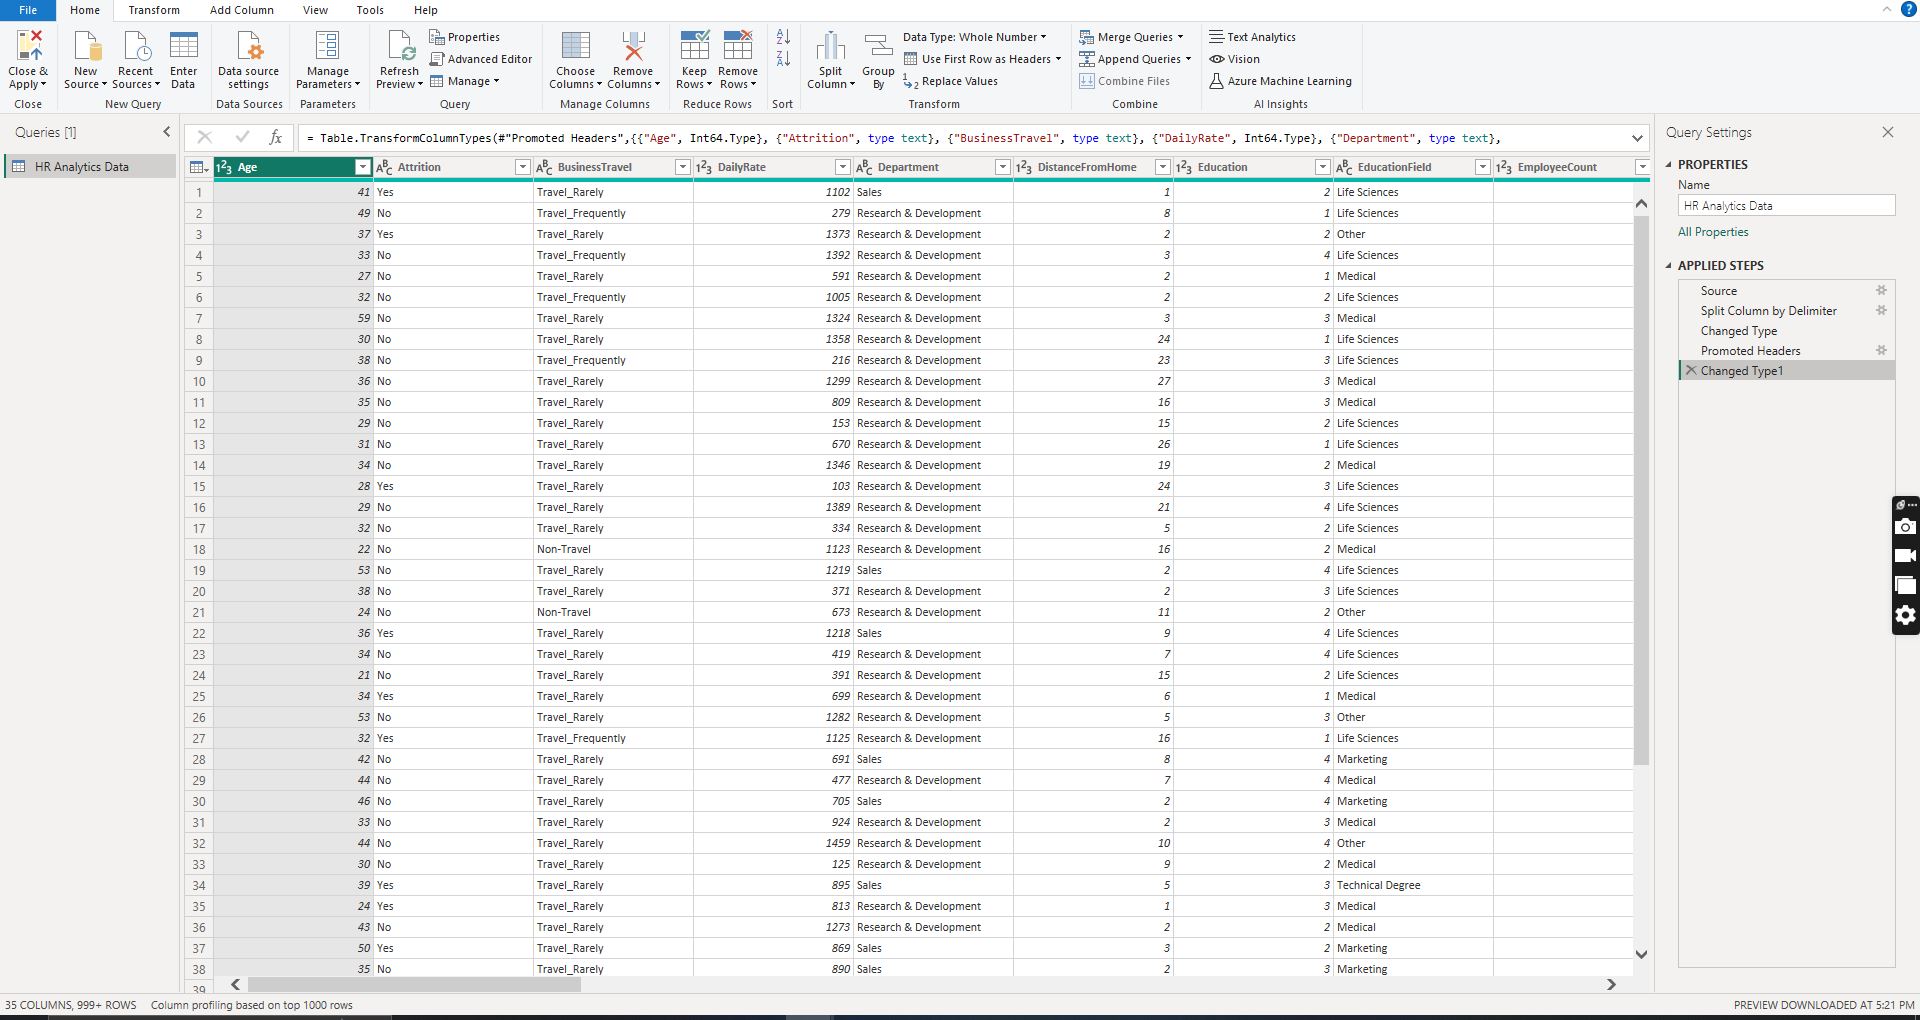 File Home Transform Add Column View Tools Help
Close & Apply New Source Recent Sources Enter Data Data source settings Manage Parameters Refresh Preview Properties Advanced Editor Manage Choose Columns Remove Columns Keep Rows Remove Rows Split Column Group By Data Type: Whole Number Use First Row as Headers Replace Values Merge Queries Append Queries Combine Files Text Analytics Vision Azure Machine Learning
Close New Query Data Sources Parameters Query Manage Columns Reduce Rows Sort Transform Combine AI Insights
Queries [1] fx = Table.TransformColumnTypes(#"Promoted Headers",{{"Age", Int64.Type}, {"Attrition", type text}, {"BusinessTravel", type text}, {"DailyRate", Int64.Type}, {"Department", type text},
HR Analytics Data
123 Age ABC Attrition ABC BusinessTravel 123 DailyRate ABC Department 123 DistanceFromHome 123 Education ABC EducationField 123 EmployeeCount
1 41 Yes Travel_Rarely 1102 Sales 1 2 Life Sciences
2 49 No Travel_Frequently 279 Research & Development 8 1 Life Sciences
3 37 Yes Travel_Rarely 1373 Research & Development 2 2 Other
4 33 No Travel_Frequently 1392 Research & Development 3 4 Life Sciences
5 27 No Travel_Rarely 591 Research & Development 2 1 Medical
6 32 No Travel_Frequently 1005 Research & Development 2 2 Life Sciences
7 59 No Travel_Rarely 1324 Research & Development 3 3 Medical
8 30 No Travel_Rarely 1358 Research & Development 24 1 Life Sciences
9 38 No Travel_Frequently 216 Research & Development 23 3 Life Sciences
10 36 No Travel_Rarely 1299 Research & Development 27 3 Medical
11 35 No Travel_Rarely 809 Research & Development 16 3 Medical
12 29 No Travel_Rarely 153 Research & Development 15 2 Life Sciences
13 31 No Travel_Rarely 670 Research & Development 26 1 Life Sciences
14 34 No Travel_Rarely 1346 Research & Development 19 2 Medical
15 28 Yes Travel_Rarely 103 Research & Development 24 3 Life Sciences
16 29 No Travel_Rarely 1389 Research & Development 21 4 Life Sciences
17 32 No Travel_Rarely 334 Research & Development 5 2 Life Sciences
18 22 No Non-Travel 1123 Research & Development 16 2 Medical
19 53 No Travel_Rarely 1219 Sales 2 4 Life Sciences
20 38 No Travel_Rarely 371 Research & Development 2 3 Life Sciences
21 24 No Non-Travel 673 Research & Development 11 2 Other
22 36 Yes Travel_Rarely 1218 Sales 9 4 Life Sciences
23 34 No Travel_Rarely 419 Research & Development 7 4 Life Sciences
24 21 No Travel_Rarely 391 Research & Development 15 2 Life Sciences
25 34 Yes Travel_Rarely 699 Research & Development 6 1 Medical
26 53 No Travel_Rarely 1282 Research & Development 5 3 Other
27 32 Yes Travel_Frequently 1125 Research & Development 16 1 Life Sciences
28 42 No Travel_Rarely 691 Sales 8 4 Marketing
29 44 No Travel_Rarely 477 Research & Development 7 4 Medical
30 46 No Travel_Rarely 705 Sales 2 4 Marketing
31 33 No Travel_Rarely 924 Research & Development 2 3 Medical
32 44 No Travel_Rarely 1459 Research & Development 10 4 Other
33 30 No Travel_Rarely 125 Research & Development 9 2 Medical
34 39 Yes Travel_Rarely 895 Sales 5 3 Technical Degree
35 24 Yes Travel_Rarely 813 Research & Development 1 3 Medical
36 43 No Travel_Rarely 1273 Research & Development 2 2 Medical
37 50 Yes Travel_Rarely 869 Sales 3 2 Marketing
38 35 No Travel_Rarely 890 Sales 2 3 Marketing
39
Query Settings
PROPERTIES
Name
HR Analytics Data
All Properties
APPLIED STEPS
Source
Split Column by Delimiter
Changed Type
Promoted Headers
Changed Type1
35 COLUMNS, 999+ ROWS Column profiling based on top 1000 rows PREVIEW DOWNLOADED AT 5:21 PM